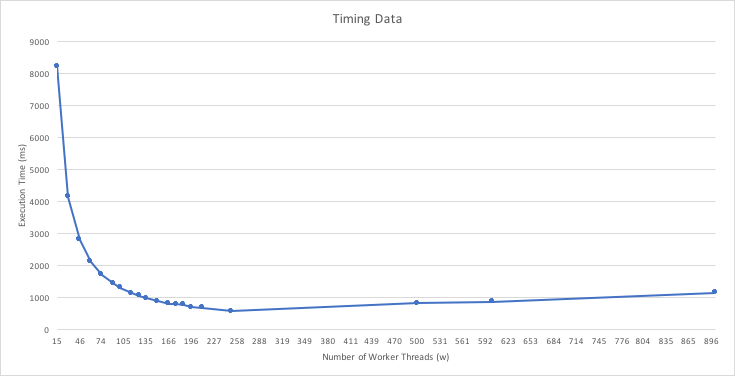 Timing Data
9000
8000
7000
6000
5000
4000
3000
2000
1000
0
Execution Time (ms)
15 46 74 105 135 166 196 227 258 288 319 349 380 411 439 470 500 531 561 592 623 653 684 714 745 776 804 835 865 896
Number of Worker Threads (w)